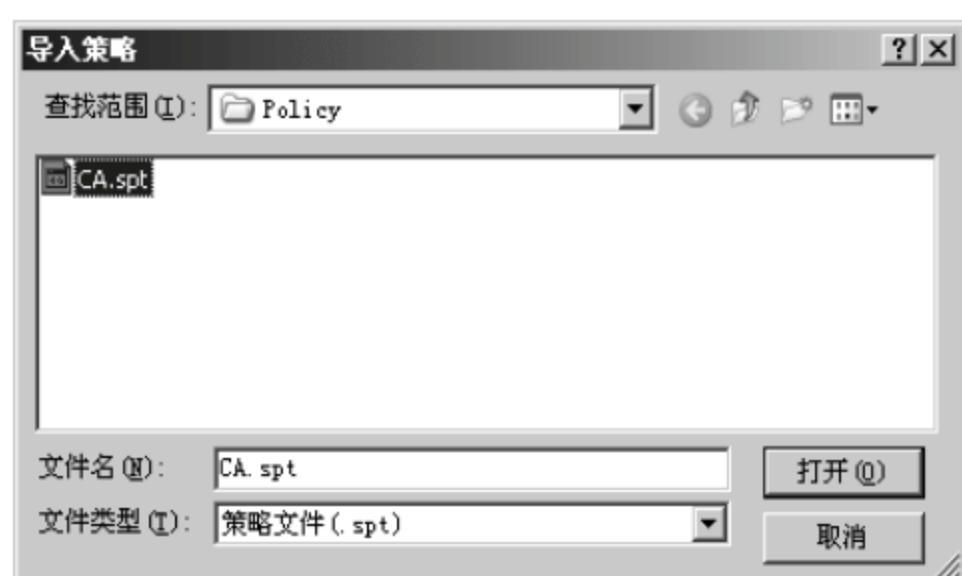 导入策略
查找范围(I): Policy
CA.spt
文件名(N): CA.spt 打开(O)
文件类型(T): 策略文件(.spt) 取消